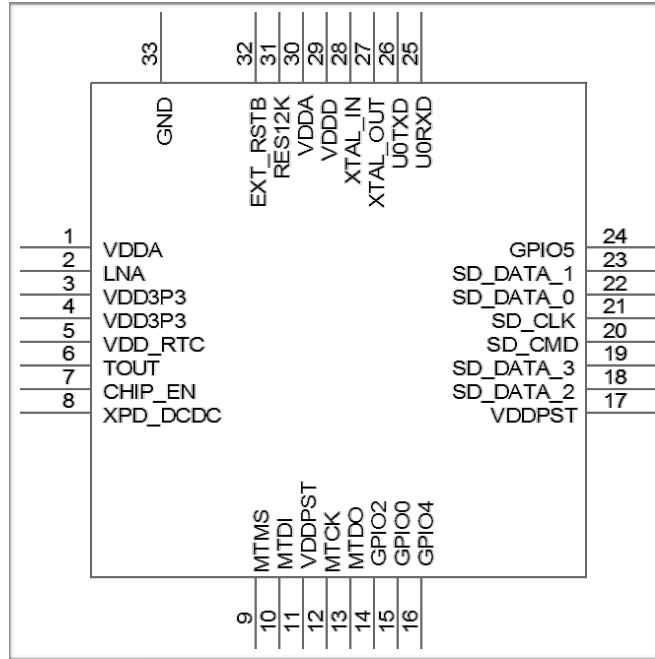 33
32
31
30
29
28
27
26
25
GND
EXT_RSTB
RES12K
VDDA
VDDD
XTAL_IN
XTAL_OUT
U0TXD
U0RXD
1 VDDA
2 LNA
3 VDD3P3
4 VDD3P3
5 VDD_RTC
6 TOUT
7 CHIP_EN
8 XPD_DCDC
GPIO5 24
SD_DATA_1 23
SD_DATA_0 22
SD_CLK 21
SD_CMD 20
SD_DATA_3 19
SD_DATA_2 18
VDDPST 17
MTMS
MTDI
VDDPST
MTCK
MTDO
GPIO2
GPIO0
GPIO4
9
10
11
12
13
14
15
16